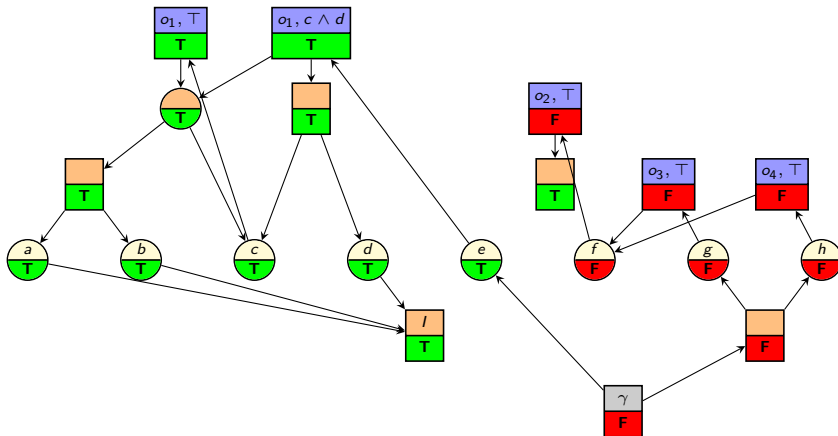 o₁, ⊤ o₁, c ∧ d
T T
o₂, ⊤
T T F
o₃, ⊤ o₄, ⊤
T T F F
a b c d e f g h
T T T T T F F F
I
T F
γ
F